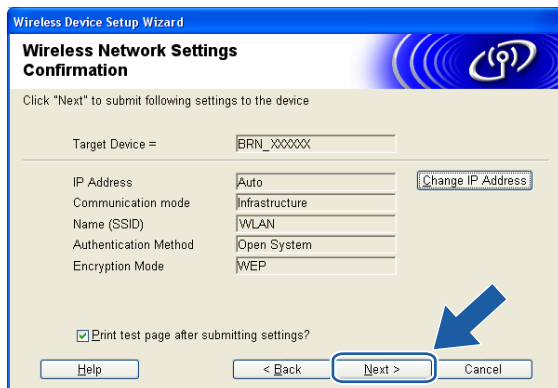 Wireless Device Setup Wizard
Wireless Network Settings
Confirmation
Click "Next" to submit following settings to the device
Target Device = BRN_XXXXXX
IP Address Auto Change IP Address
Communication mode Infrastructure
Name (SSID) WLAN
Authentication Method Open System
Encryption Mode WEP
Print test page after submitting settings?
Help < Back Next > Cancel